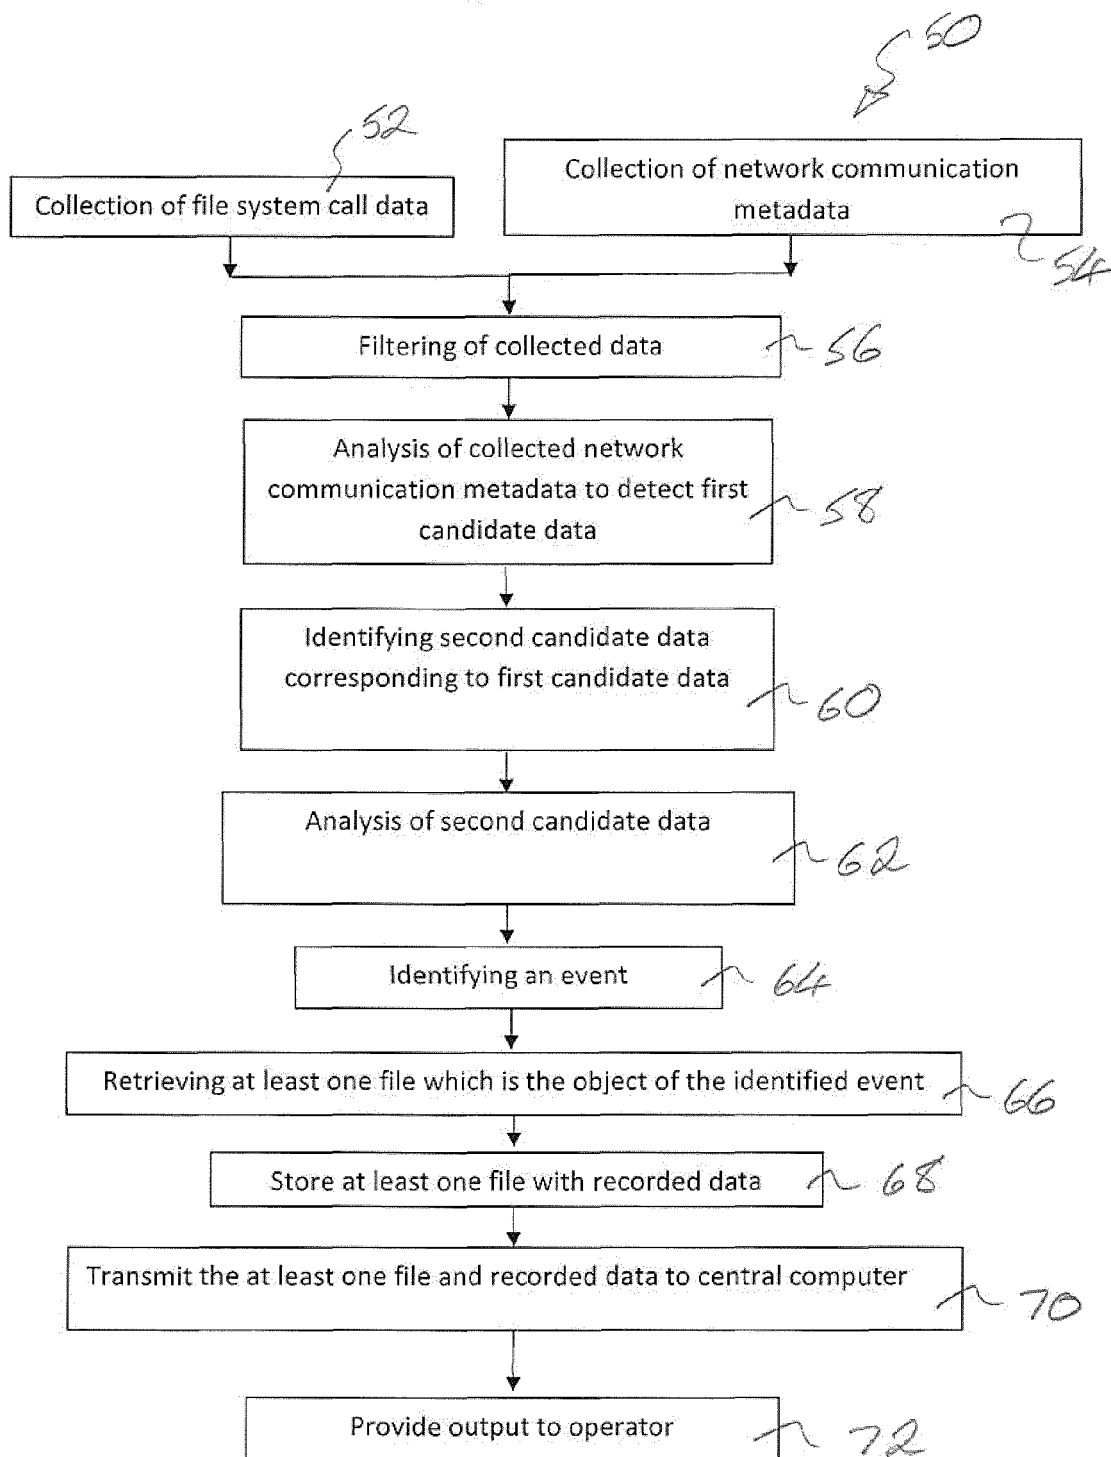 50
52
Collection of file system call data
Collection of network communication
metadata
54
Filtering of collected data
56
Analysis of collected network
communication metadata to detect first
candidate data
58
Identifying second candidate data
corresponding to first candidate data
60
Analysis of second candidate data
62
Identifying an event
64
Retrieving at least one file which is the object of the identified event
66
Store at least one file with recorded data
68
Transmit the at least one file and recorded data to central computer
70
Provide output to operator
72